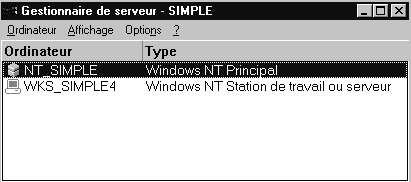 Gestionnaire de serveur - SIMPLE
Ordinateur Affichage Options ?
Ordinateur Type
NT_SIMPLE Windows NT Principal
WKS_SIMPLE4 Windows NT Station de travail ou serveur